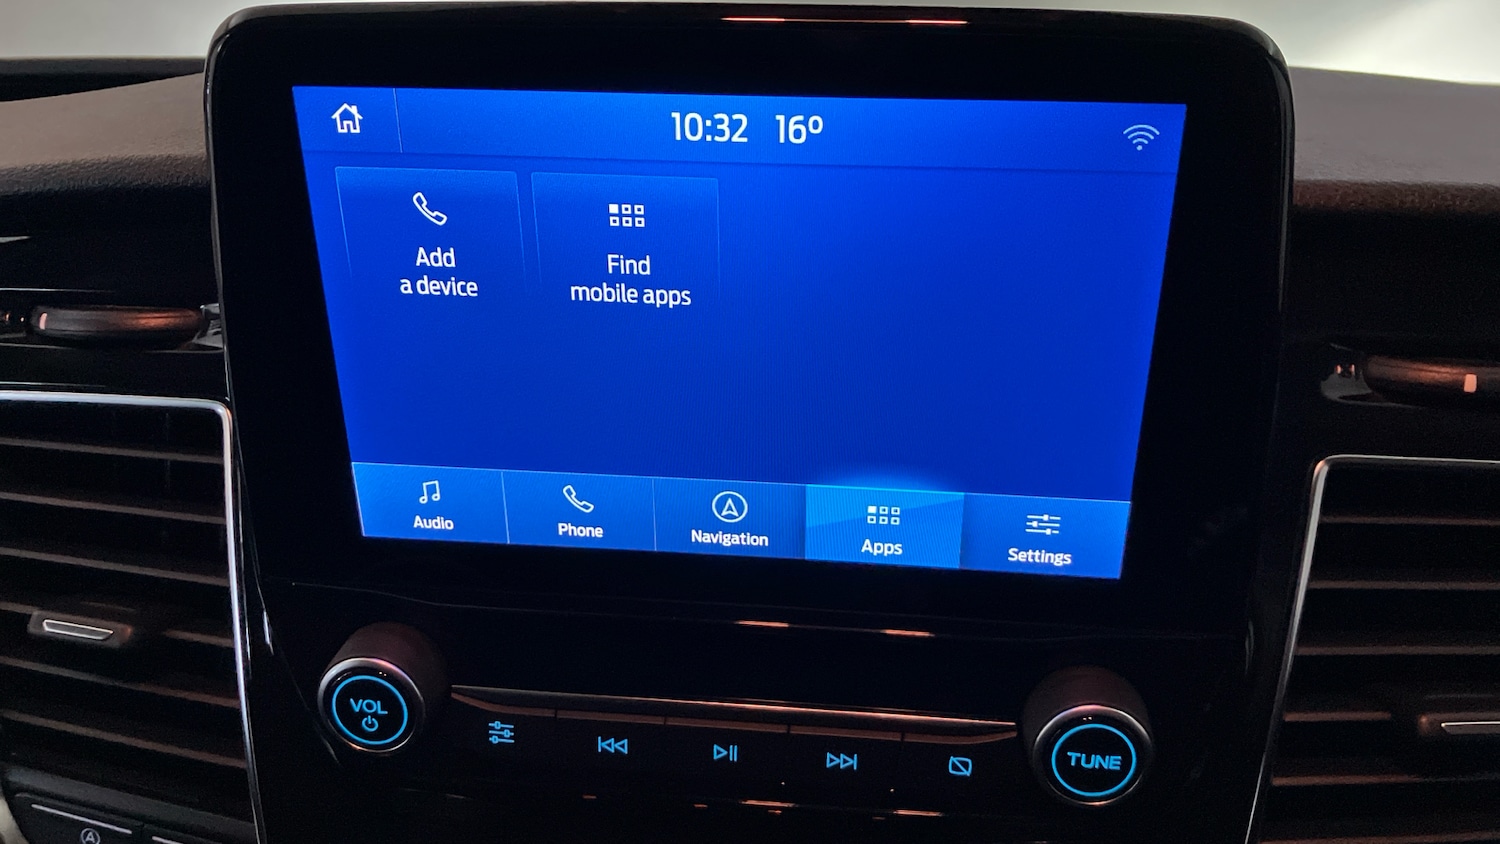 10:32 16º
Add
a device
Find
mobile apps
Audio
Phone
Navigation
Apps
Settings
VOL
TUNE
A